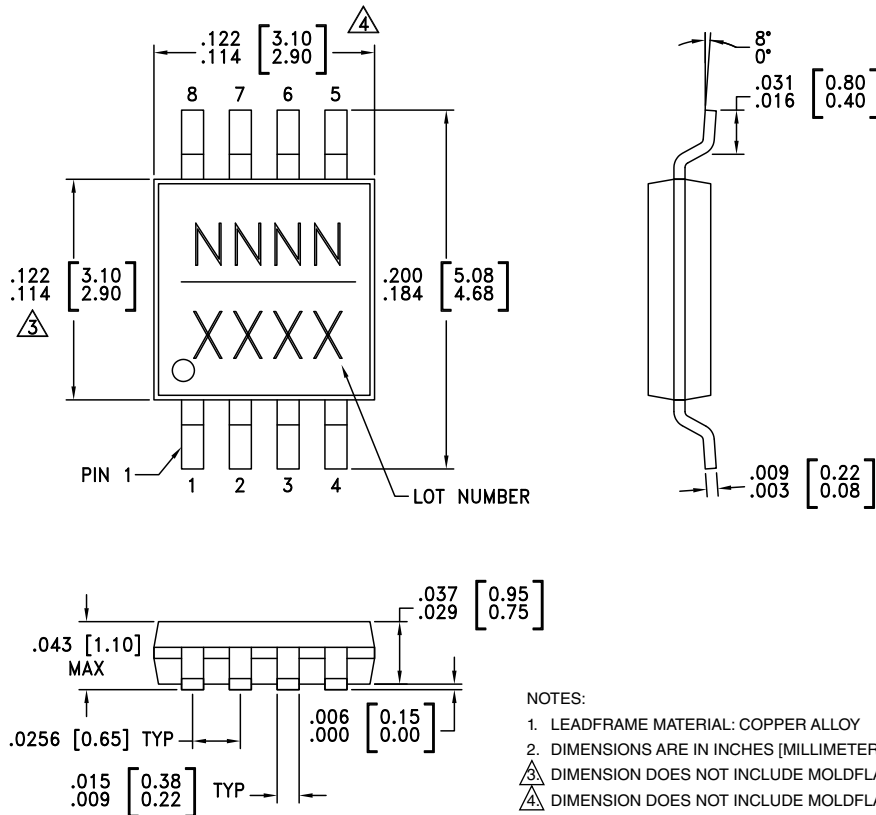 .122 [3.10]
.114 [2.90]
4
8 7 6 5
8°
0°
.031 [0.80]
.016 [0.40]
NNNN
XXXX
.122 [3.10]
.114 [2.90]
3
.200 [5.08]
.184 [4.68]
PIN 1
1 2 3 4
LOT NUMBER
.009 [0.22]
.003 [0.08]
.043 [1.10]
MAX
.037 [0.95]
.029 [0.75]
.0256 [0.65] TYP
.006 [0.15]
.000 [0.00]
.015 [0.38]
.009 [0.22]
TYP
NOTES:
1. LEADFRAME MATERIAL: COPPER ALLOY
2. DIMENSIONS ARE IN INCHES [MILLIMETER
3. DIMENSION DOES NOT INCLUDE MOLDFLA
4. DIMENSION DOES NOT INCLUDE MOLDFLA